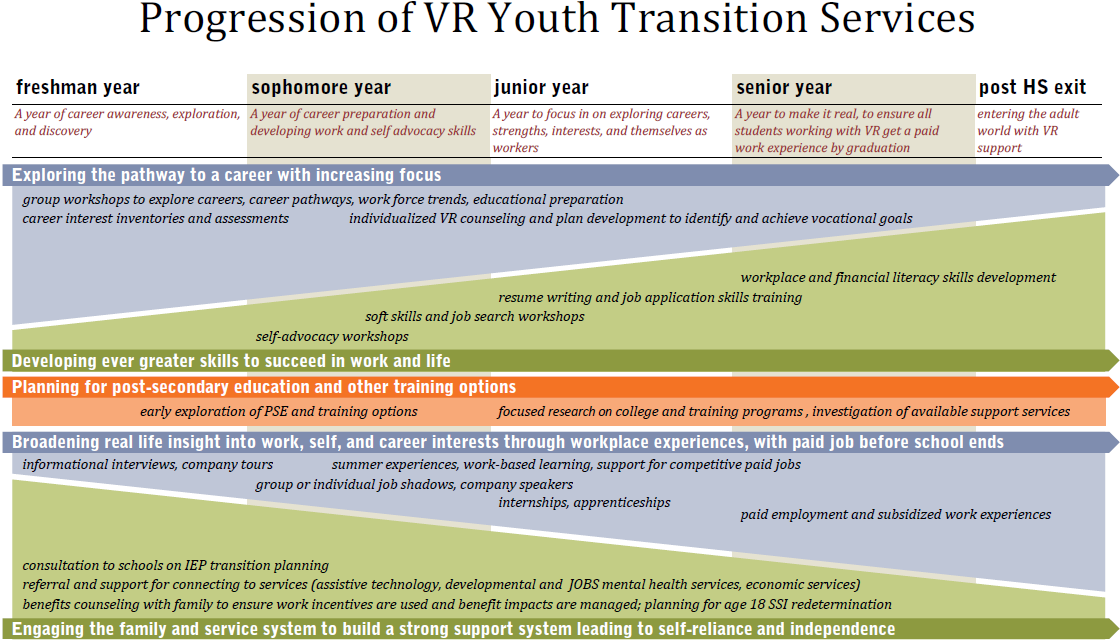 Progression of VR Youth Transition Services
freshman year
sophomore year
junior year
senior year
post HS exit
A year of career awareness, exploration,
and discovery
A year of career preparation and
developing work and self advocacy skills
A year to focus in on exploring careers,
strengths, interests, and themselves as
workers
A year to make it real, to ensure all
students working with VR get a paid
work experience by graduation
entering the adult
world with VR
support
Exploring the pathway to a career with increasing focus
group workshops to explore careers, career pathways, work force trends, educational preparation
career interest inventories and assessments
individualized VR counseling and plan development to identify and achieve vocational goals
workplace and financial literacy skills development
resume writing and job application skills training
soft skills and job search workshops
self-advocacy workshops
Developing ever greater skills to succeed in work and life
Planning for post-secondary education and other training options
early exploration of PSE and training options
focused research on college and training programs , investigation of available support services
Broadening real life insight into work, self, and career interests through workplace experiences, with paid job before school ends
informational interviews, company tours
summer experiences, work-based learning, support for competitive paid jobs
group or individual job shadows, company speakers
internships, apprenticeships
paid employment and subsidized work experiences
consultation to schools on IEP transition planning
referral and support for connecting to services (assistive technology, developmental and JOBS mental health services, economic services)
benefits counseling with family to ensure work incentives are used and benefit impacts are managed; planning for age 18 SSI redetermination
Engaging the family and service system to build a strong support system leading to self-reliance and independence